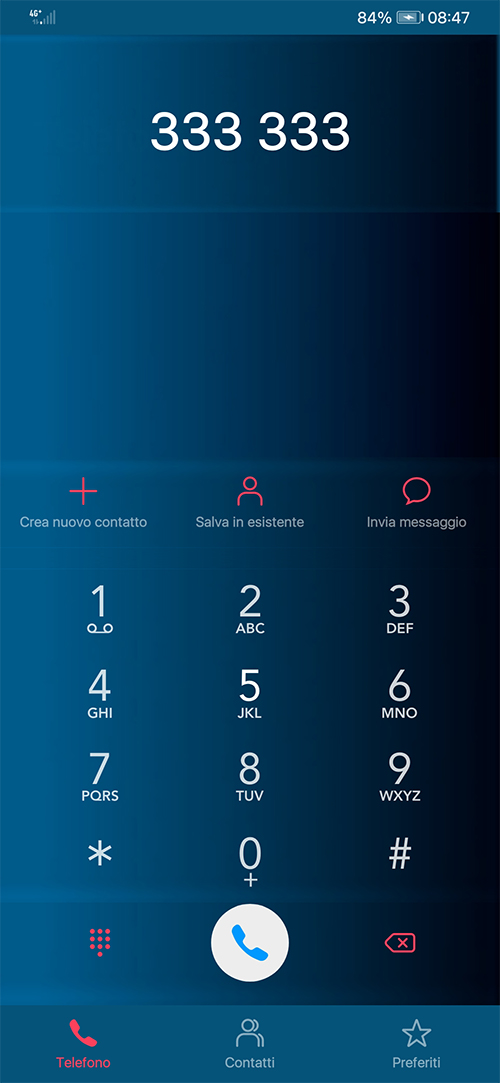 4G+ 84% 08:47
333 333
Crea nuovo contatto Salva in esistente Invia messaggio
1 2 3
ABC DEF
4 5 6
GHI JKL MNO
7 8 9
PQRS TUV WXYZ
* 0 #
+
Telefono Contatti Preferiti